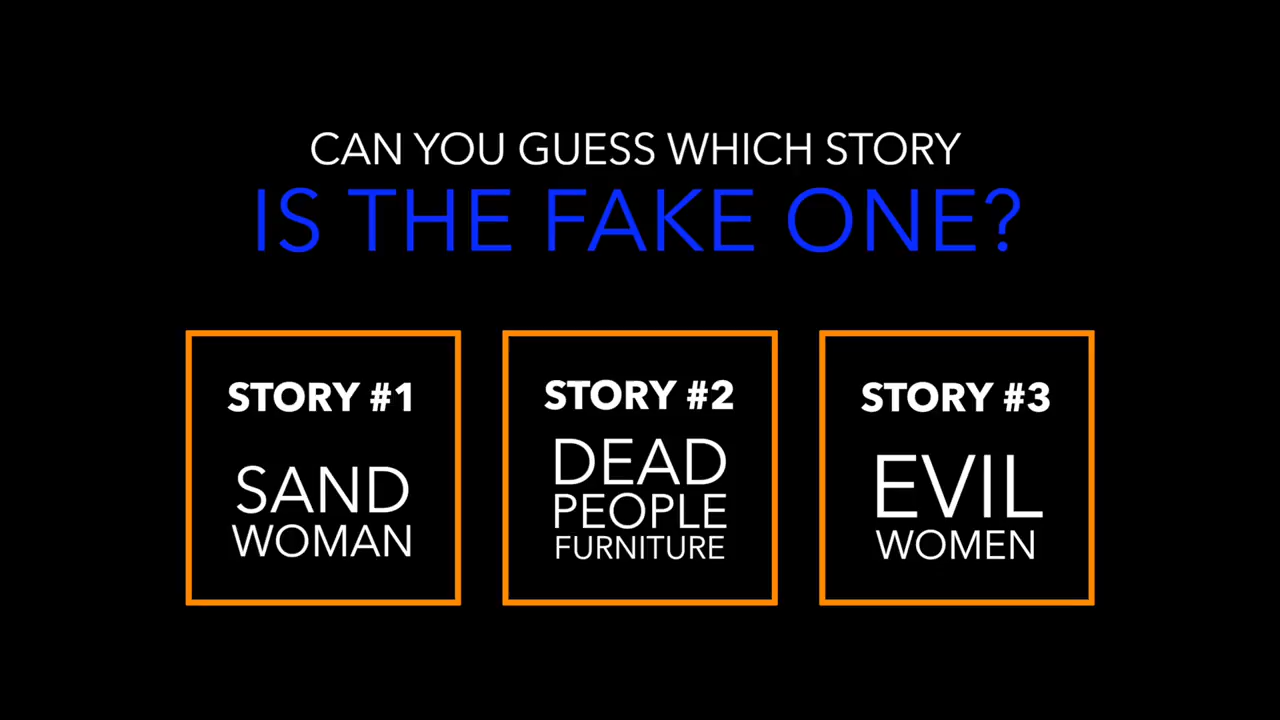 CAN YOU GUESS WHICH STORY
IS THE FAKE ONE?
STORY #1
SAND
WOMAN
STORY #2
DEAD
PEOPLE
FURNITURE
STORY #3
EVIL
WOMEN